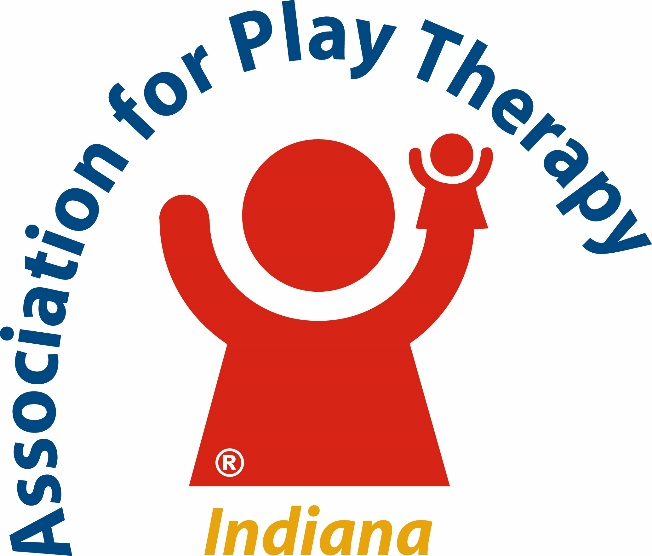 Association for Play Therapy
®
Indiana